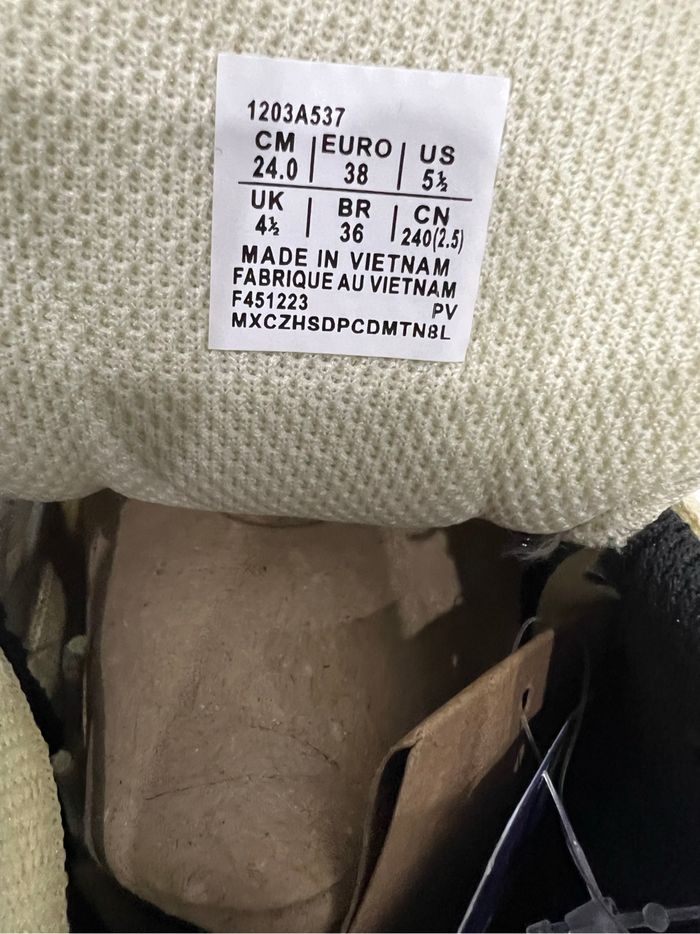 1203A537
CM | EURO | US
24.0 | 38 | 5½
UK | BR | CN
4½ | 36 | 240(2.5)
MADE IN VIETNAM
FABRIQUE AU VIETNAM
F451223 PV
MXCZHSDPCDMTN8L